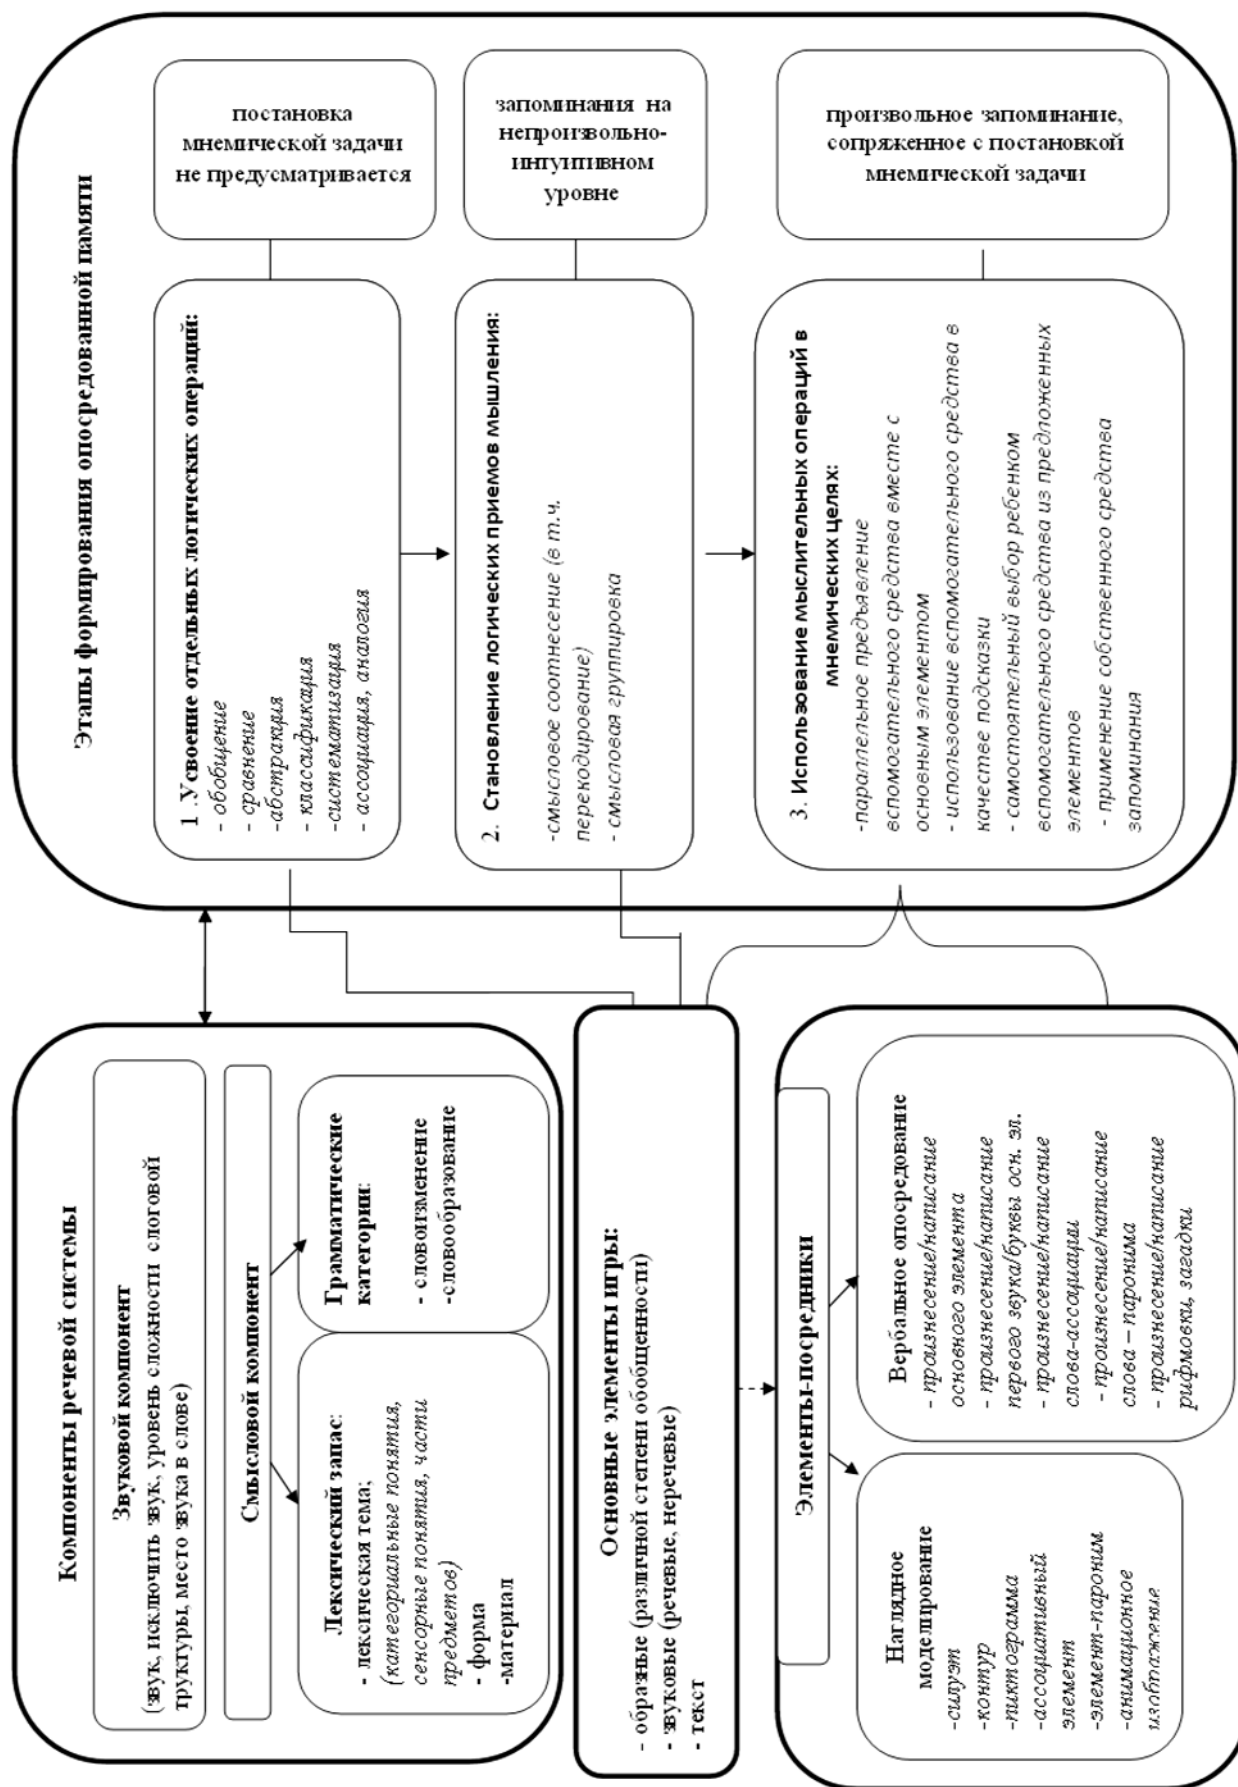 Компоненты речевой системы
Звуковой компонент
(звук, исключить звук, уровень сложности слоговой
труктуры, место звука в слове)
Смысловой компонент
Лексический запас:
- лексическая тема;
(категориальные понятия,
сенсорные понятия, части
предметов)
- форма
-материал
Грамматические
категории:
- словоизменение
-словообразование
Основные элементы игры:
- образные (различной степени обобщенности)
- звуковые (речевые, неречевые)
- текст
Элементы-посредники
Наглядное
моделирование
-силуэт
-контур
-пиктограмма
-ассоциативный
элемент
-элемент-пароним
-анимационное
изображение
Вербальное опосредование
- произнесение/написание
основного элемента
- произнесение/написание
первого звука/буквы осн. эл.
- произнесение/написание
слова-ассоциации
- произнесение/написание
слова – паронима
- произнесение/написание
рифмовки, загадки
Этапы формирования опосредованной памяти
1 .Усвоение отдельных логических операций:
- обобщение
- сравнение
-абстракция
- классификация
-систематизация
- ассоциация, аналогия
постановка
мнемической задачи
не предусматривается
2. Становление логических приемов мышления:
-смысловое соотнесение (в т.ч.
перекодирование)
- смысловая группировка
запоминания на
непроизвольно-
интуитивном
уровне
3. Использование мыслительных операций в
мнемических целях:
-параллельное предъявление
вспомогательного средства вместе с
основным элементом
- использование вспомогательного средства в
качестве подсказки
- самостоятельный выбор ребенком
вспомогательного средства из предложенных
элементов
- применение собственного средства
запоминания
произвольное запоминание,
сопряженное с постановкой
мнемической задачи